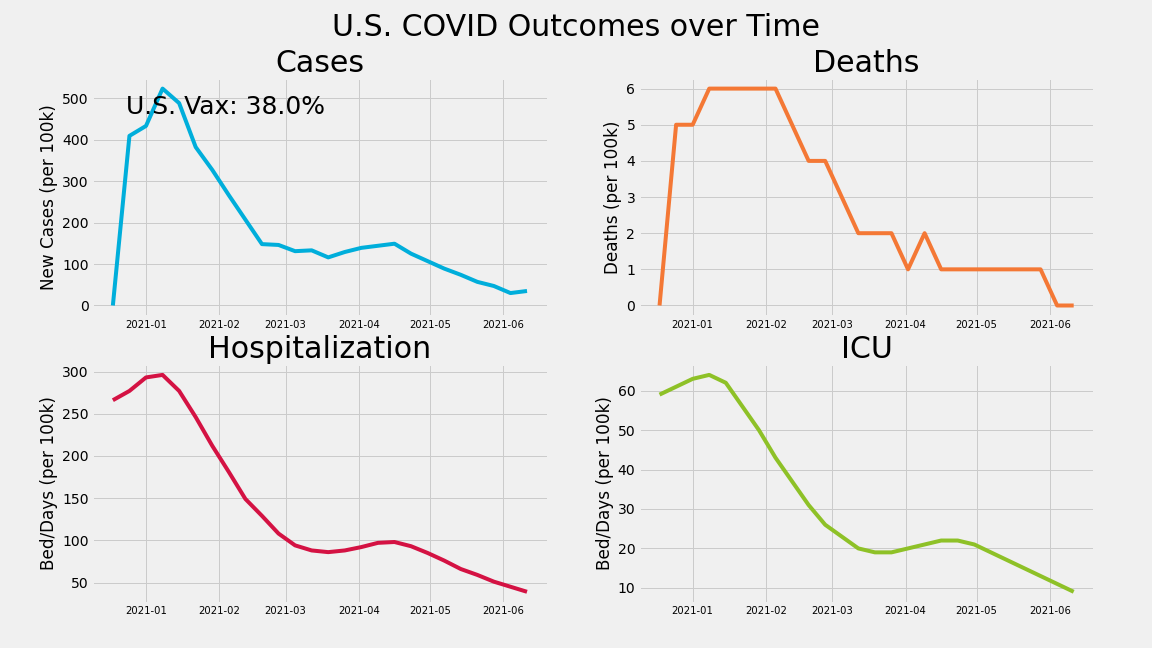 U.S. COVID Outcomes over Time
Cases
New Cases (per 100k)
500
400
300
200
100
0
U.S. Vax: 38.0%
2021-01 2021-02 2021-03 2021-04 2021-05 2021-06
Deaths
Deaths (per 100k)
6
5
4
3
2
1
0
2021-01 2021-02 2021-03 2021-04 2021-05 2021-06
Hospitalization
Bed/Days (per 100k)
300
250
200
150
100
50
2021-01 2021-02 2021-03 2021-04 2021-05 2021-06
ICU
Bed/Days (per 100k)
60
50
40
30
20
10
2021-01 2021-02 2021-03 2021-04 2021-05 2021-06